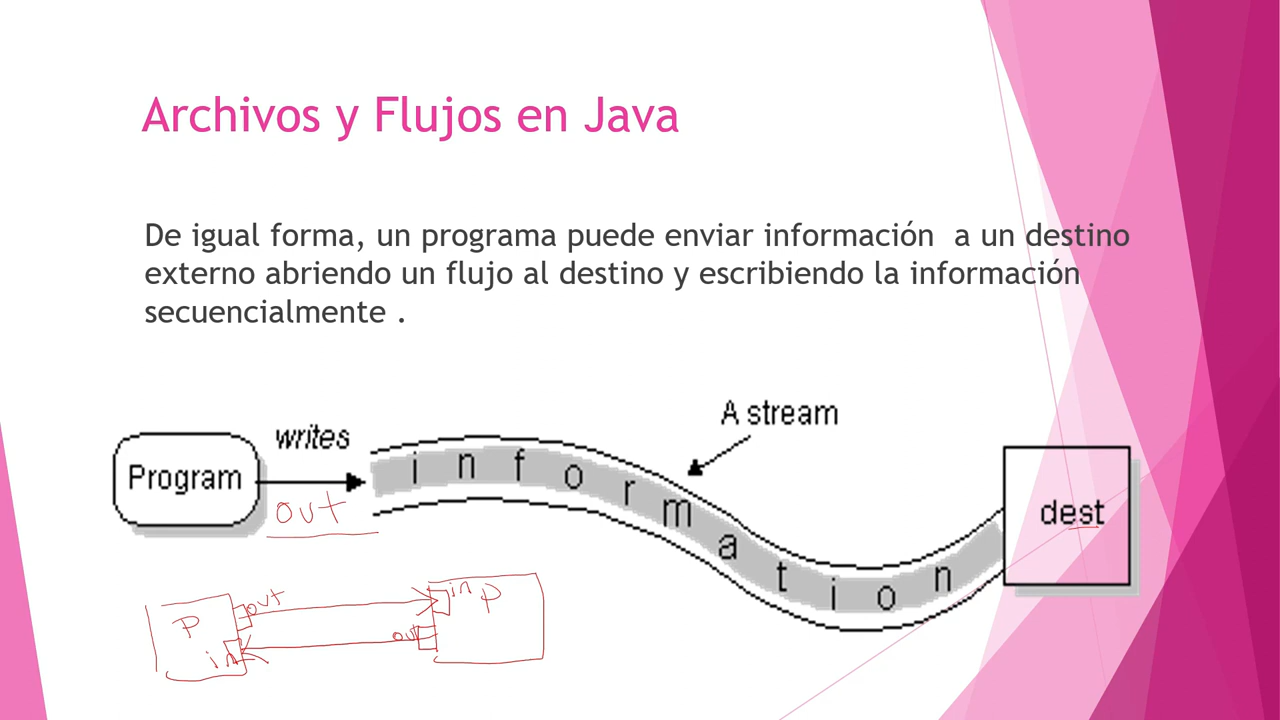 Archivos y Flujos en Java
De igual forma, un programa puede enviar información a un destino
externo abriendo un flujo al destino y escribiendo la información
secuencialmente .
A stream
writes
Program
information
dest
out
out
in P
P
out
in